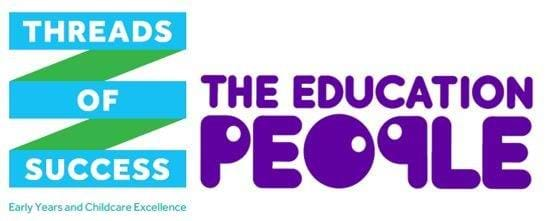 THREADS
OF
SUCCESS
Early Years and Childcare Excellence
THE EDUCATION
PEOPLE